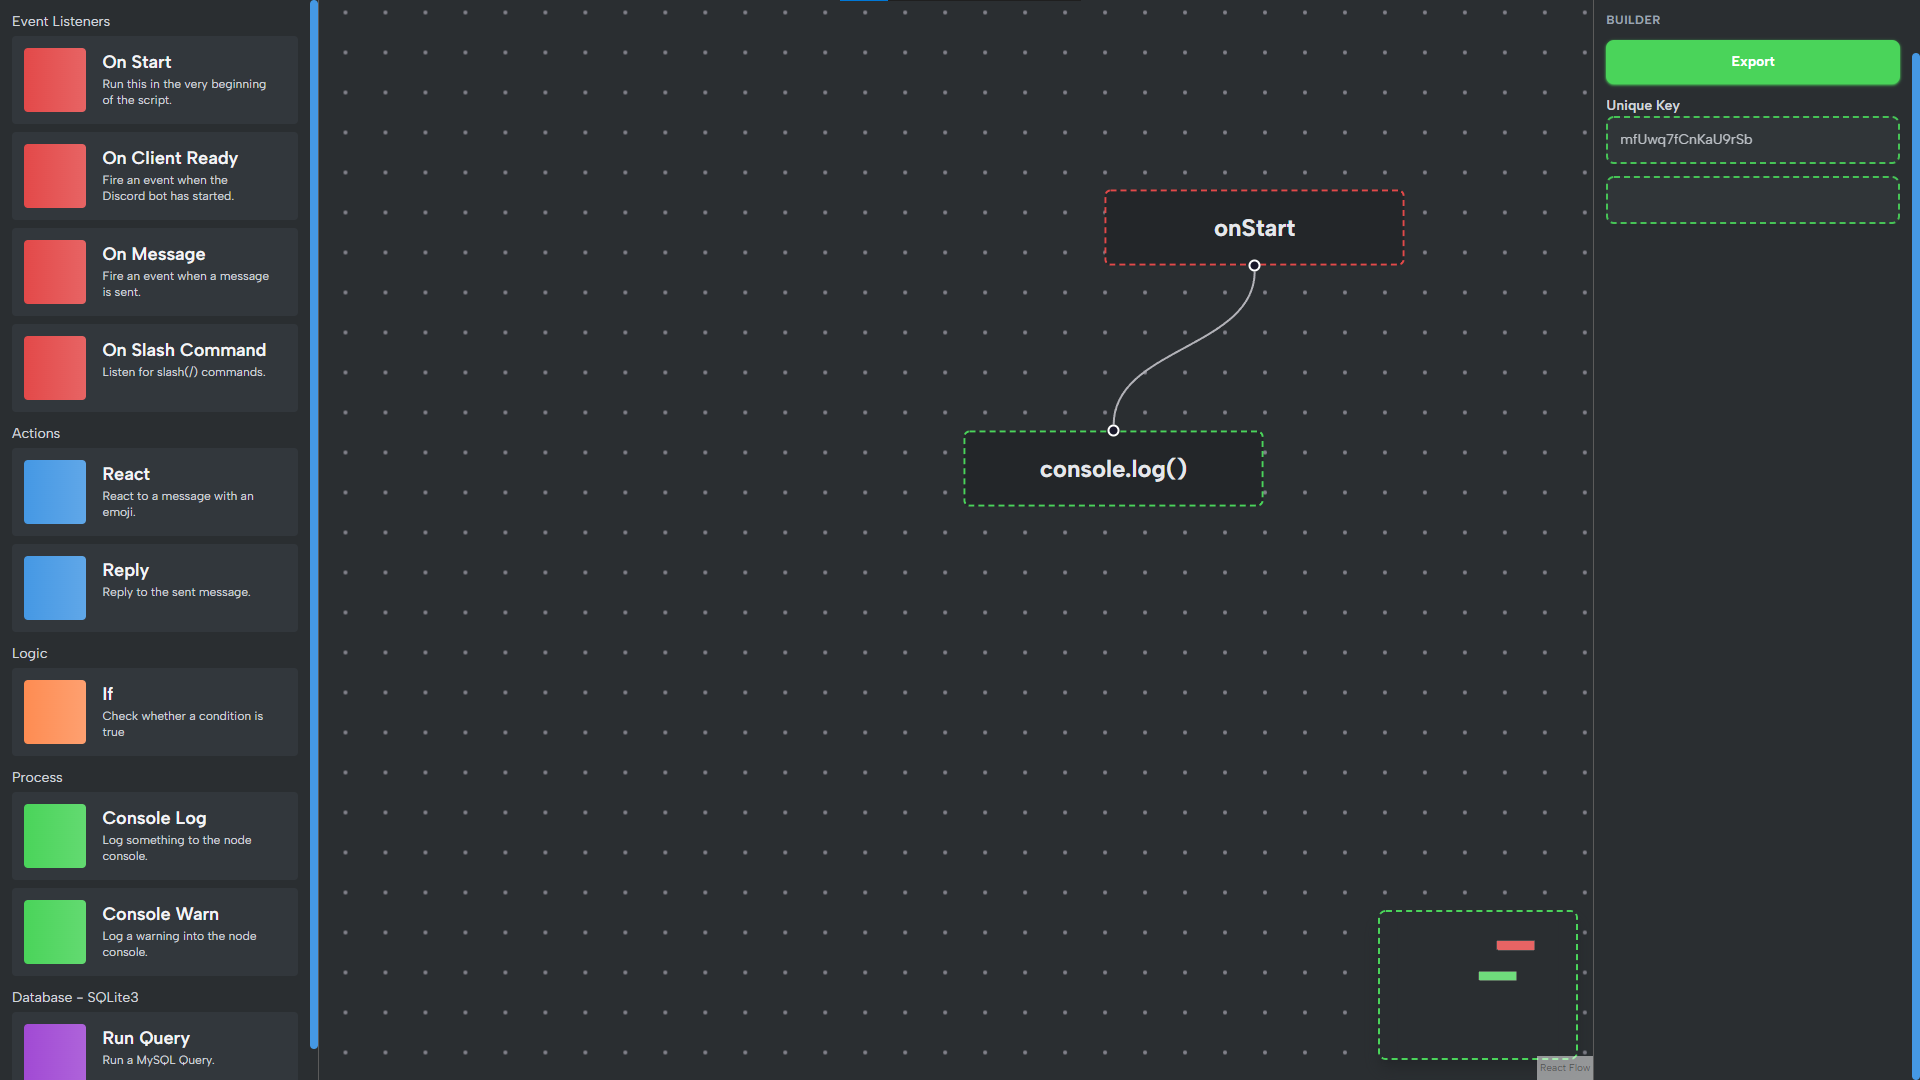 Event Listeners
On Start
Run this in the very beginning
of the script.
On Client Ready
Fire an event when the
Discord bot has started.
On Message
Fire an event when a message
is sent.
On Slash Command
Listen for slash(/) commands.
Actions
React
React to a message with an
emoji.
Reply
Reply to the sent message.
Logic
If
Check whether a condition is
true
Process
Console Log
Log something to the node
console.
Console Warn
Log a warning into the node
console.
Database - SQLite3
Run Query
Run a MySQL Query.
onStart
console.log()
React Flow
BUILDER
Export
Unique Key
mfUwq7fCnKaU9rSb